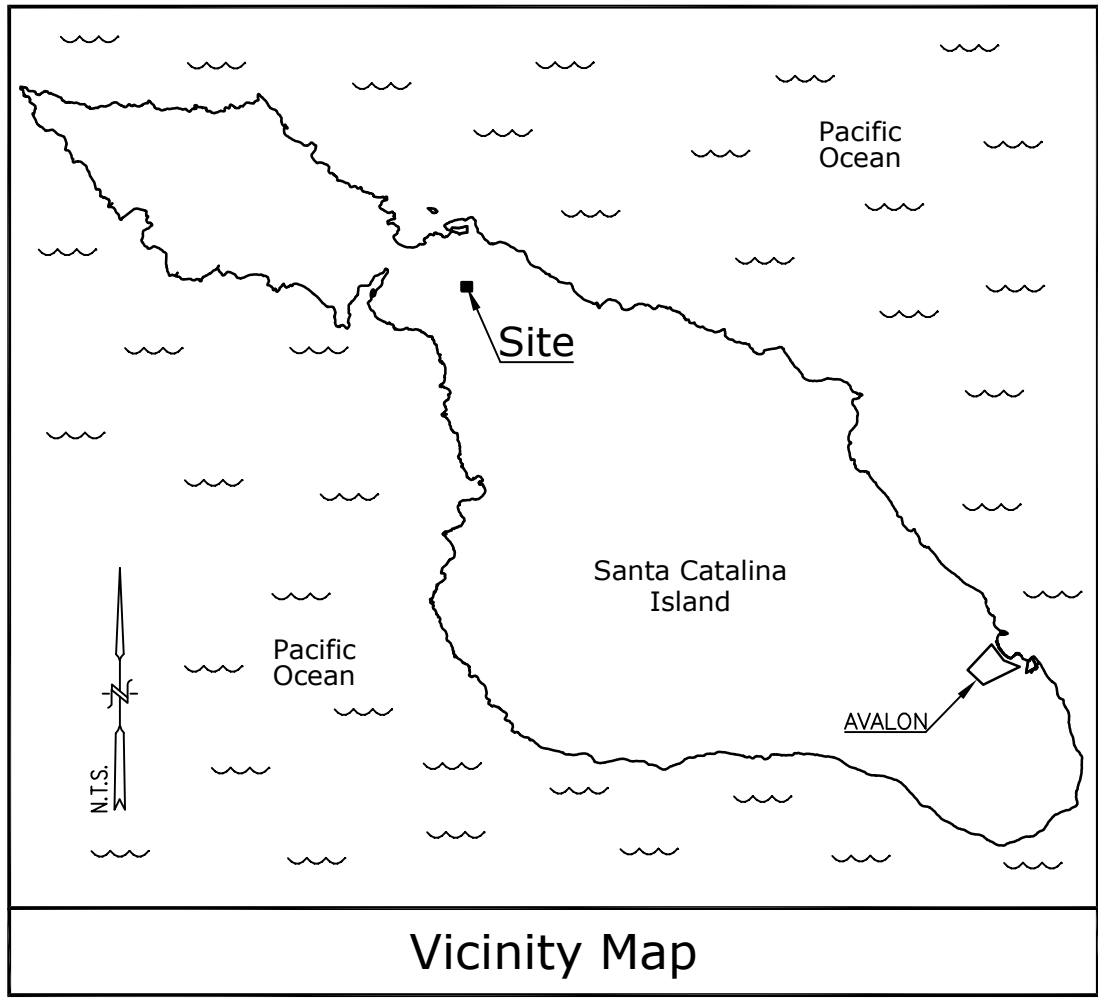 Pacific
Ocean
Site
Santa Catalina
Island
Pacific
Ocean
AVALON
N.T.S.
N
Vicinity Map